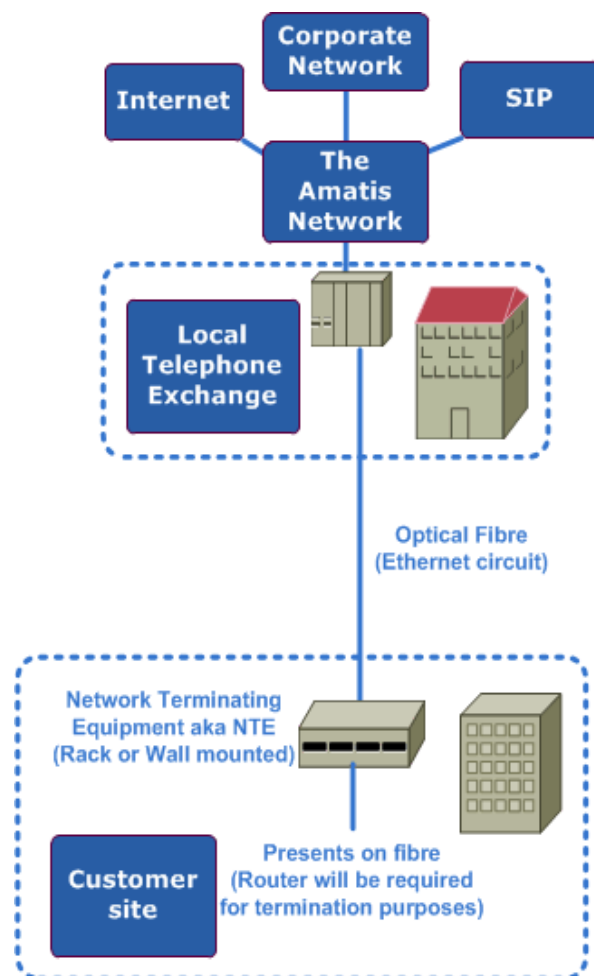 Corporate
Network
Internet
SIP
The
Amatis
Network
Local
Telephone
Exchange
Optical Fibre
(Ethernet circuit)
Network Terminating
Equipment aka NTE
(Rack or Wall mounted)
Presents on fibre
(Router will be required
for termination purposes)
Customer
site